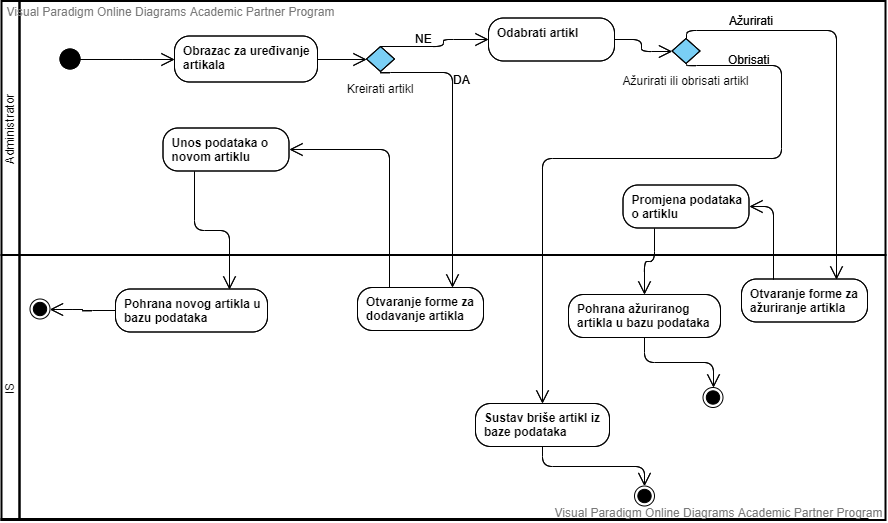 Visual Paradigm Online Diagrams Academic Partner Program
Administrator
Obrazac za uređivanje
artikala
NE
Kreirati artikl
DA
Odabrati artikl
Ažurirati
Obrisati
Ažurirati ili obrisati artikl
Unos podataka o
novom artiklu
Promjena podataka
o artiklu
IS
Pohrana novog artikla u
bazu podataka
Otvaranje forme za
dodavanje artikla
Pohrana ažuriranog
artikla u bazu podataka
Otvaranje forme za
ažuriranje artikla
Sustav briše artikl iz
baze podataka
Visual Paradigm Online Diagrams Academic Partner Program